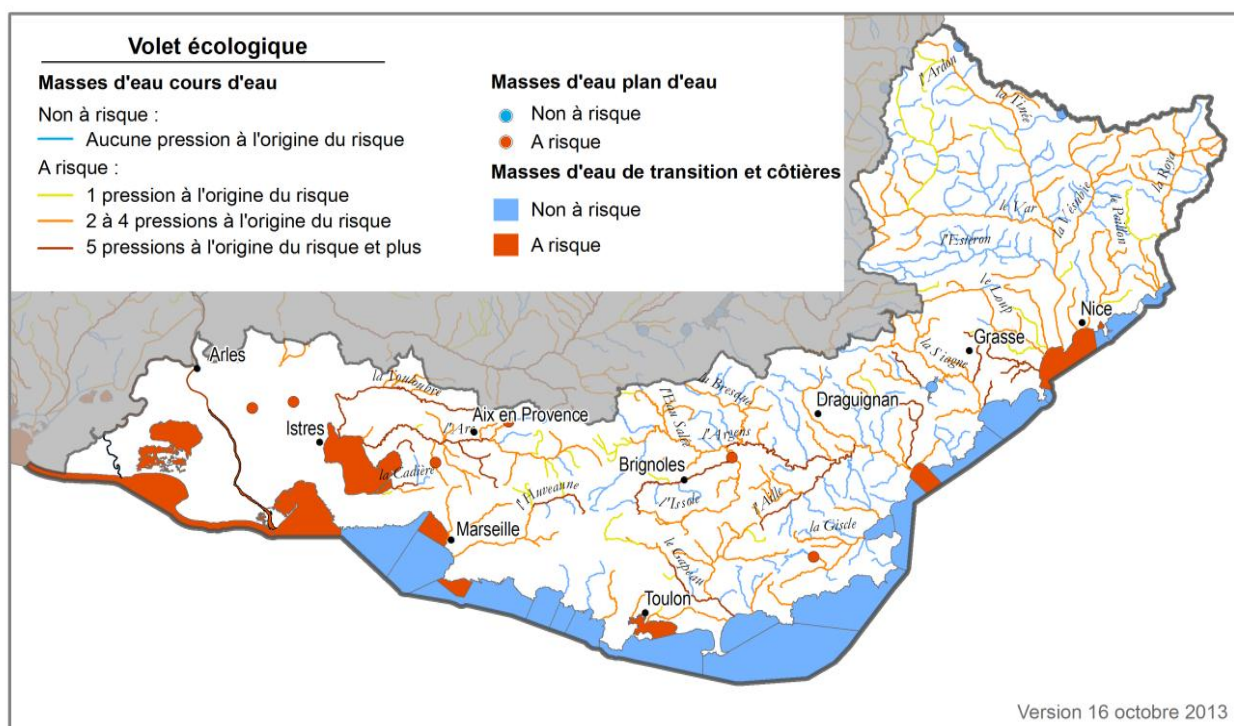 Volet écologique
Masses d'eau cours d'eau
Non à risque :
Aucune pression à l'origine du risque
A risque :
1 pression à l'origine du risque
2 à 4 pressions à l'origine du risque
5 pressions à l'origine du risque et plus
Masses d'eau plan d'eau
Non à risque
A risque
Masses d'eau de transition et côtières
Non à risque
A risque
l'Ardon
la Tinée
la Roya
le Var
la Vésubie
le Paillon
l'Esteron
le Loup
Nice
Grasse
la Siagne
Arles
la Touloubre
la Bresque
l'Eau Salée
Draguignan
Aix en Provence
l'Arc
Istres
l'Argens
la Cadière
Brignoles
l'Issole
l'Aille
l'Huveaune
la Giscle
Marseille
le Gapeau
Toulon
Version 16 octobre 2013